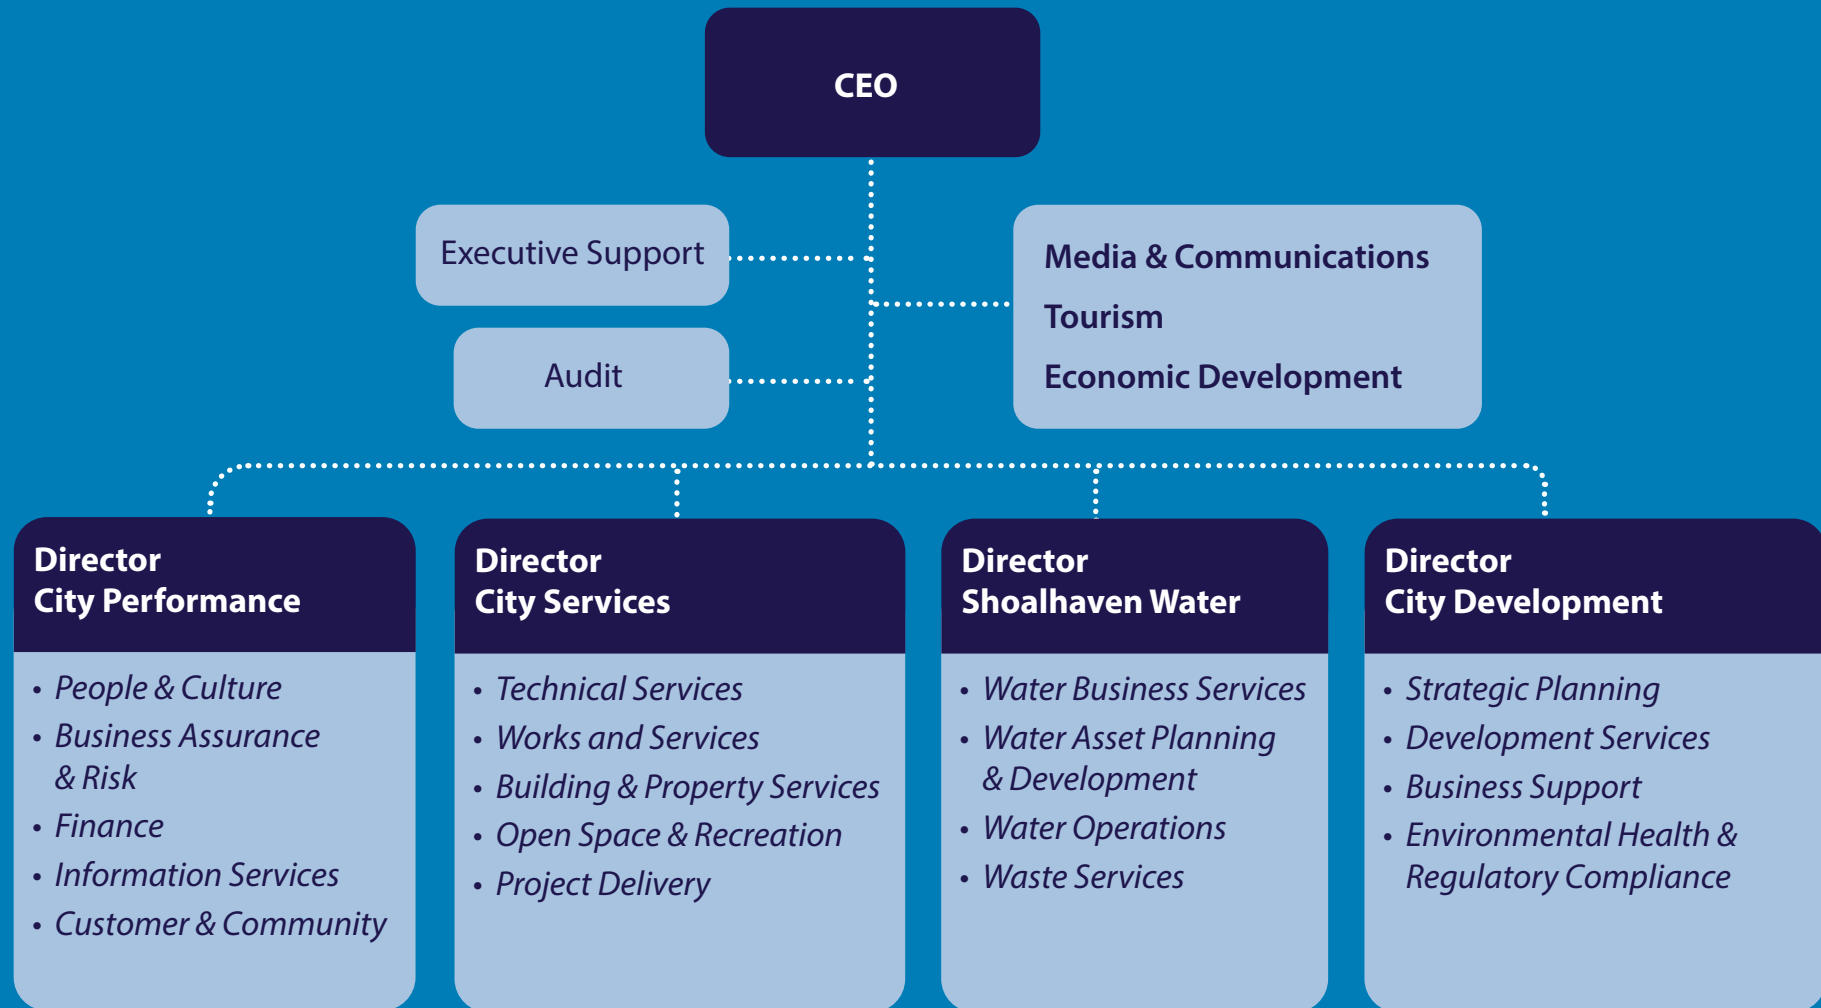 CEO
Executive Support
Audit
Media & Communications
Tourism
Economic Development
Director
City Performance
• People & Culture
• Business Assurance
& Risk
• Finance
• Information Services
• Customer & Community
Director
City Services
• Technical Services
• Works and Services
• Building & Property Services
• Open Space & Recreation
• Project Delivery
Director
Shoalhaven Water
• Water Business Services
• Water Asset Planning
& Development
• Water Operations
• Waste Services
Director
City Development
• Strategic Planning
• Development Services
• Business Support
• Environmental Health &
Regulatory Compliance